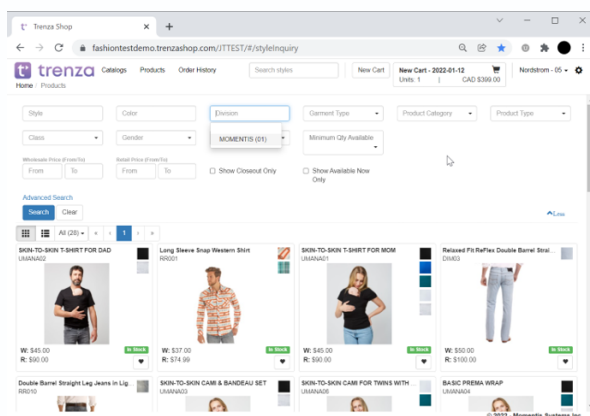 Trenza Shop
fashiontestdemo.trenzashop.com/JTTEST/#/styleInquiry
trenza
Catalogs Products Order History
Search styles
New Cart
New Cart - 2022-01-12
Units: 1 | CAD $399.00
Nordstrom - 05
Home / Products
Style
Color
Division
Garment Type
Product Category
Product Type
Class
Gender
MOMENTIS (01)
Minimum Qty Available
Wholesale Price (From/To)
Retail Price (From/To)
From To
From To
Show Closeout Only
Show Available Now Only
Advanced Search
Search Clear
Less
All (28) « ‹ 1 › »
SKIN-TO-SKIN T-SHIRT FOR DAD
UMANA02
W: $45.00
R: $90.00
In Stock
Long Sleeve Snap Western Shirt
RR001
W: $37.00
R: $74.99
In Stock
SKIN-TO-SKIN T-SHIRT FOR MOM
UMANA01
W: $45.00
R: $90.00
In Stock
Relaxed Fit ReFlex Double Barrel Strai...
DIM03
W: $50.00
R: $100.00
In Stock
Double Barrel Straight Leg Jeans in Lig...
RR010
SKIN-TO-SKIN CAMI & BANDEAU SET
UMANA03
SKIN-TO-SKIN CAMI FOR TWINS WITH ...
UMANA06
BASIC PREMA WRAP
UMANA04
© 2022 - Momentis Systems Inc